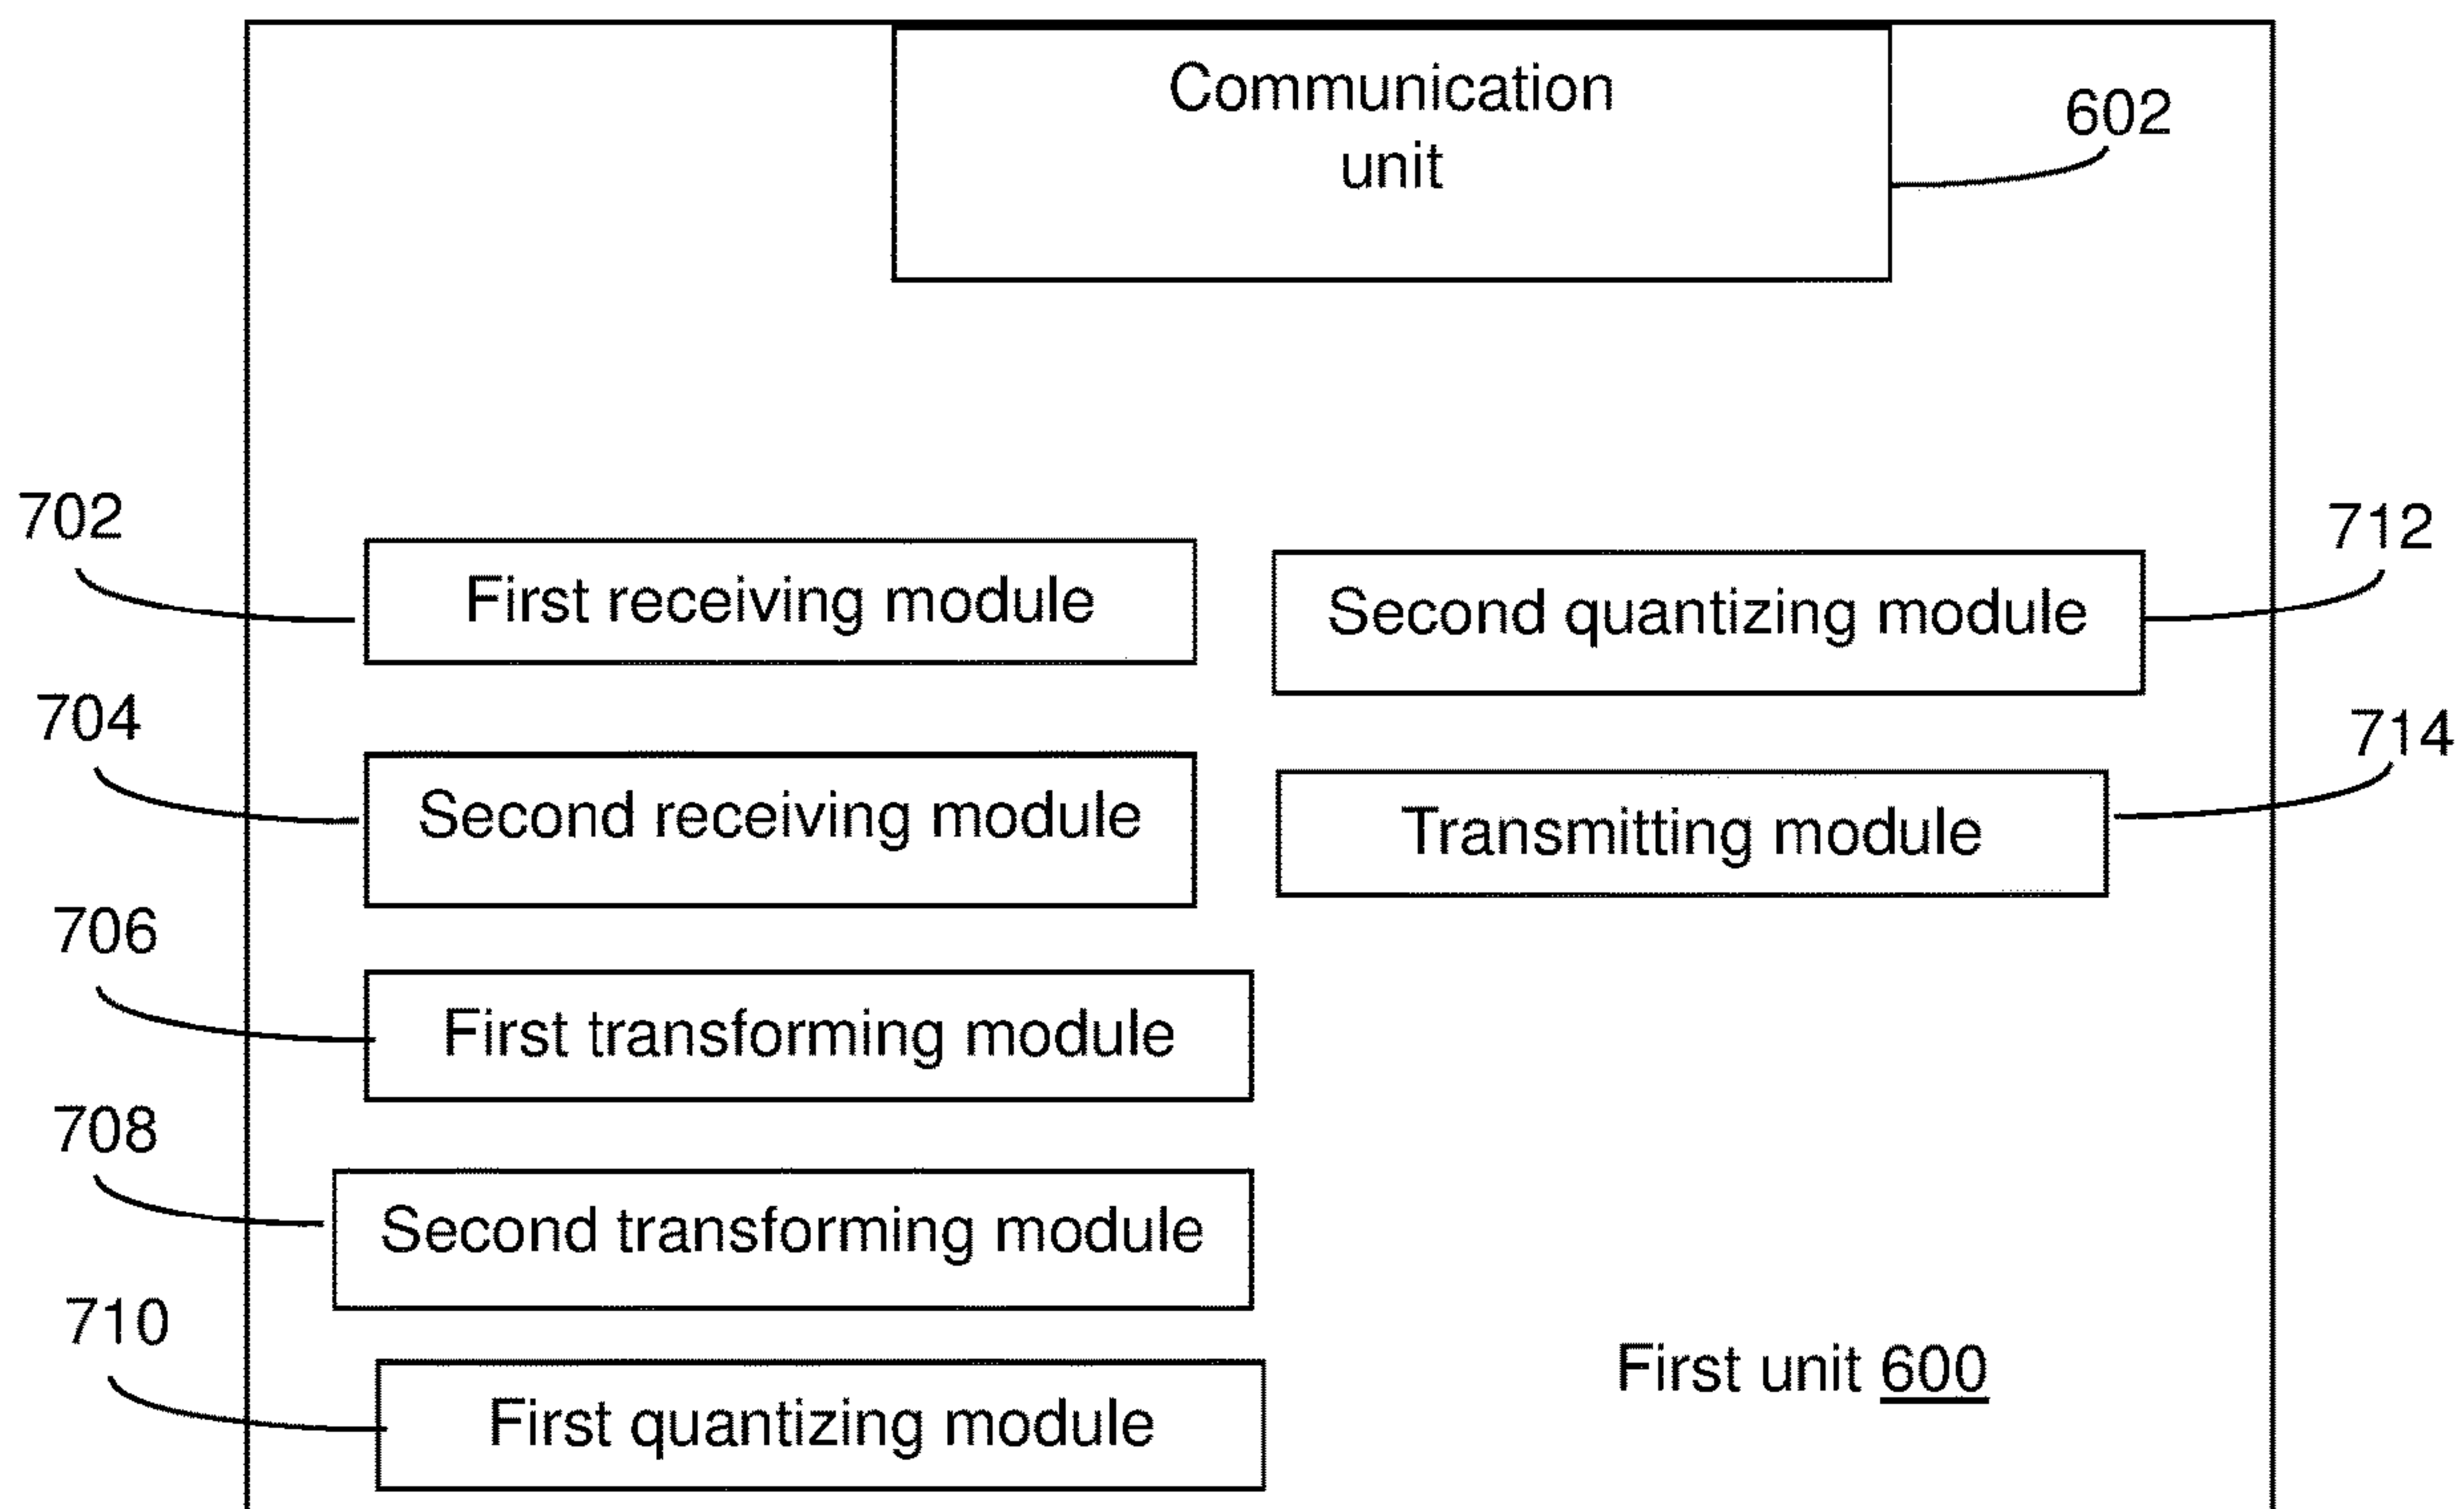 Communication
unit
602
702
First receiving module
712
Second quantizing module
704
Second receiving module
714
Transmitting module
706
First transforming module
708
Second transforming module
710
First quantizing module
First unit 600